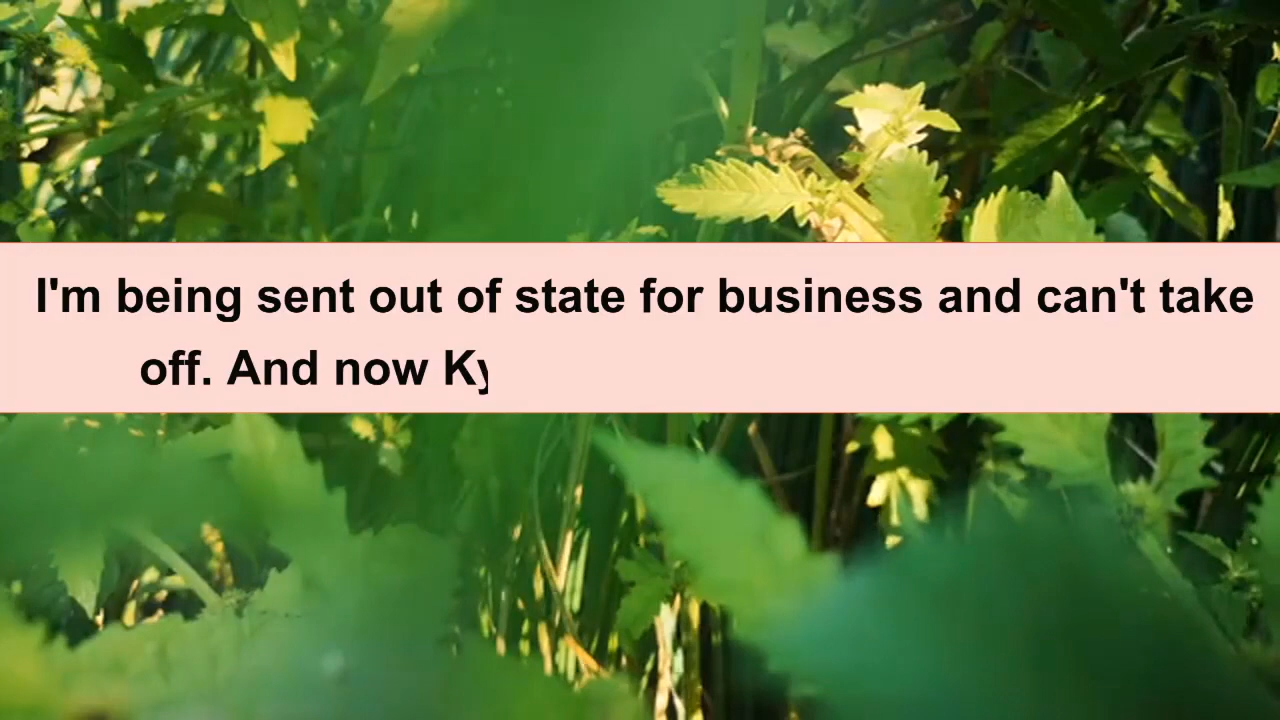 I'm being sent out of state for business and can't take
off. And now